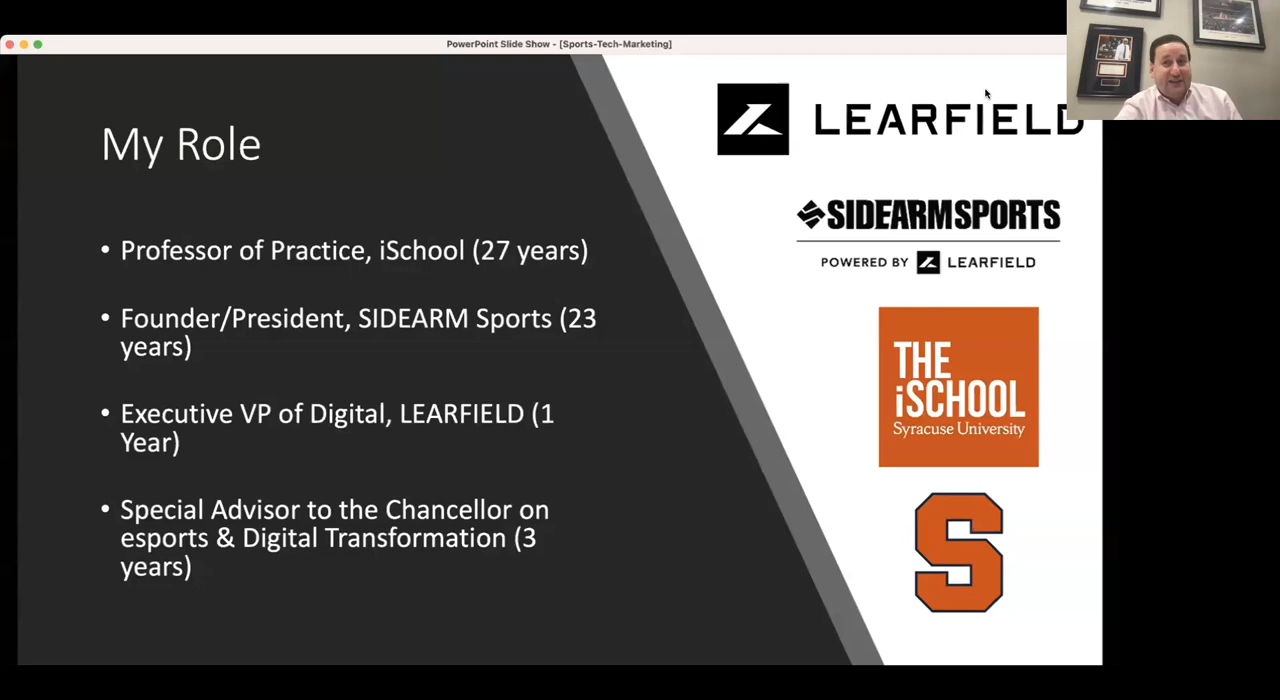 PowerPoint Slide Show - [Sports-Tech-Marketing]
My Role
• Professor of Practice, iSchool (27 years)
• Founder/President, SIDEARM Sports (23
years)
• Executive VP of Digital, LEARFIELD (1
Year)
• Special Advisor to the Chancellor on
esports & Digital Transformation (3
years)
LEARFIELD
SIDEARMSPORTS
POWERED BY LEARFIELD
THE
iSCHOOL
Syracuse University
S